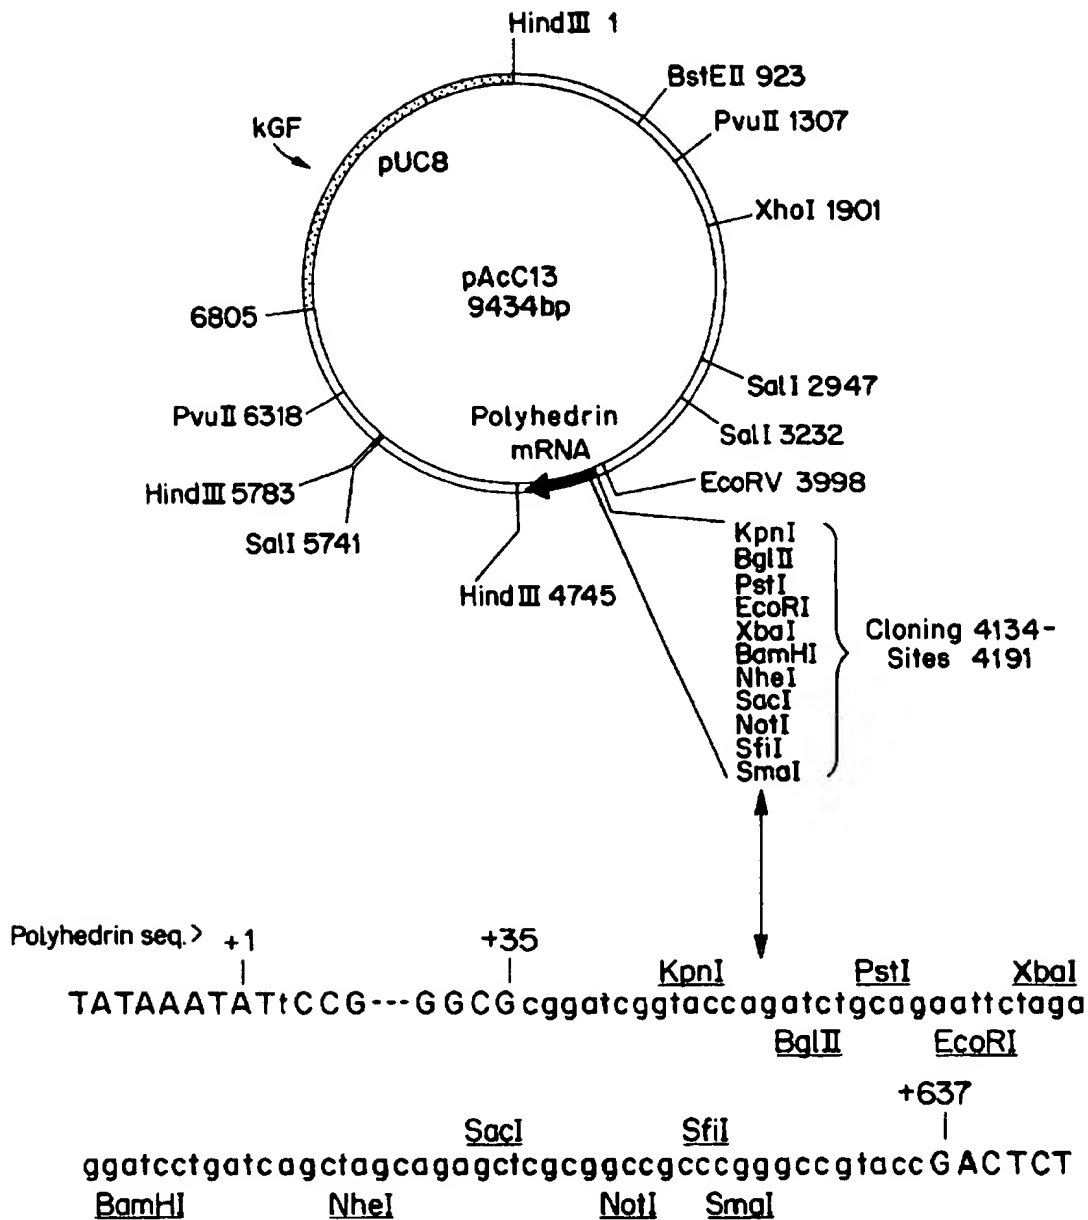 HindⅢ 1
BstEⅡ 923
PvuⅡ 1307
kGF
pUC8
XhoI 1901
pAcC13
9434bp
6805
SalI 2947
PvuⅡ 6318
Polyhedrin
mRNA
SalI 3232
HindⅢ 5783
EcoRV 3998
SalI 5741
HindⅢ 4745
KpnI
BglⅡ
PstI
EcoRI
XbaI
BamHI
NheI
SacI
NotI
SfiI
SmaI
Cloning 4134-
Sites 4191
Polyhedrin seq.> +1 +35
KpnI PstI XbaI
TATAAATATtCCG---GGCGcggatcggtaccagatctgcagaattctaga
BglⅡ EcoRI
+637
SacI SfiI
ggatcctgatcagctagcagagctcgcggccgcccgggccgtaccGACTCT
BamHI NheI NotI SmaI